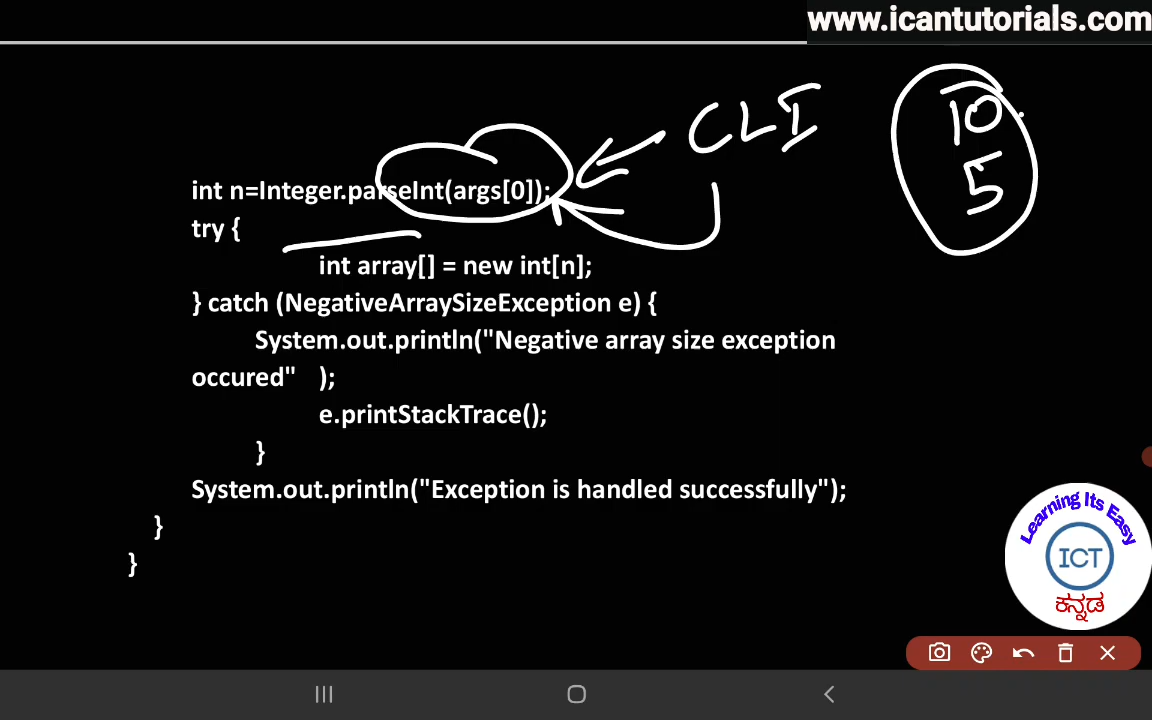 www.icantutorials.com
CLI
10
5
int n=Integer.parseInt(args[0]);
try {
int array[] = new int[n];
} catch (NegativeArraySizeException e) {
System.out.println("Negative array size exception
occured" );
e.printStackTrace();
}
System.out.println("Exception is handled successfully");
}
}
Learning Its Easy
ICT
ಕನ್ನಡ